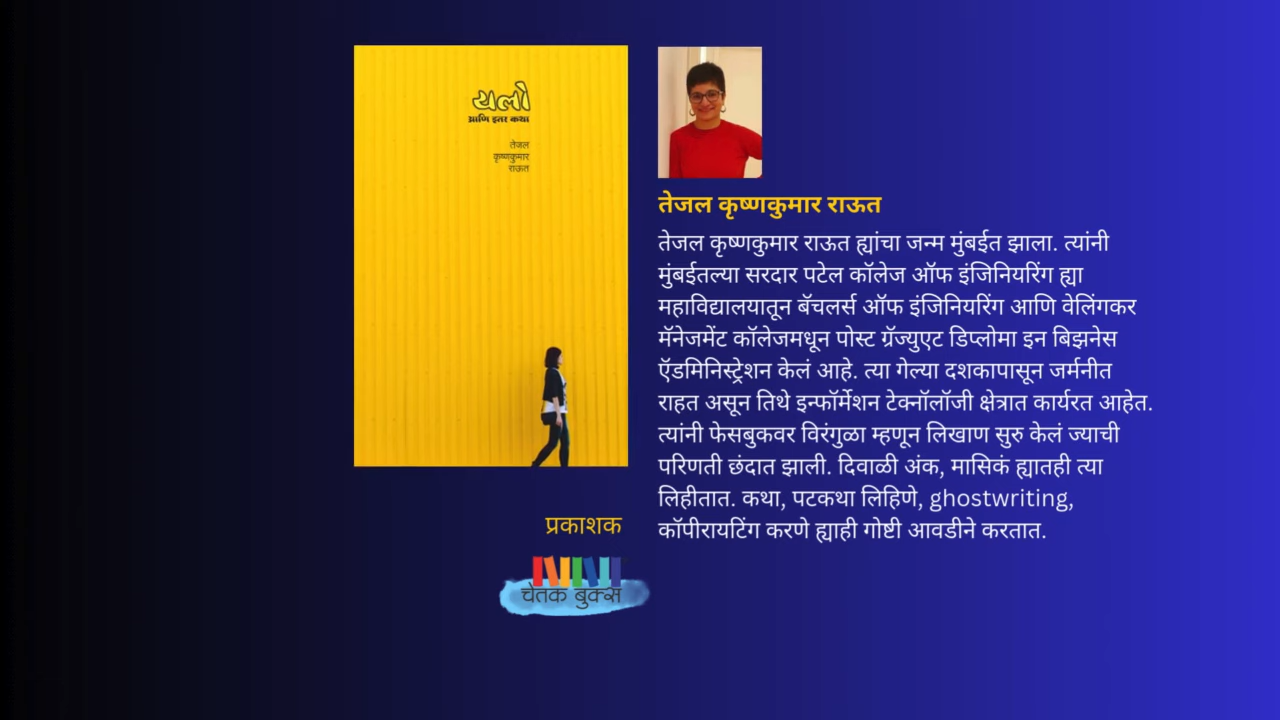 यलो
आणि इतर कथा
तेजल
कृष्णकुमार
राऊत
तेजल कृष्णकुमार राऊत
तेजल कृष्णकुमार राऊत ह्यांचा जन्म मुंबईत झाला. त्यांनी
मुंबईतल्या सरदार पटेल कॉलेज ऑफ इंजिनियरिंग ह्या
महाविद्यालयातून बॅचलर्स ऑफ इंजिनियरिंग आणि वेलिंगकर
मॅनेजमेंट कॉलेजमधून पोस्ट ग्रॅज्युएट डिप्लोमा इन बिझनेस
ऍडमिनिस्ट्रेशन केलं आहे. त्या गेल्या दशकापासून जर्मनीत
राहत असून तिथे इन्फॉर्मेशन टेक्नॉलॉजी क्षेत्रात कार्यरत आहेत.
त्यांनी फेसबुकवर विरंगुळा म्हणून लिखाण सुरु केलं ज्याची
परिणती छंदात झाली. दिवाळी अंक, मासिकं ह्यातही त्या
लिहीतात. कथा, पटकथा लिहिणे, ghostwriting,
कॉपीरायटिंग करणे ह्याही गोष्टी आवडीने करतात.
प्रकाशक
चेतक बुक्स